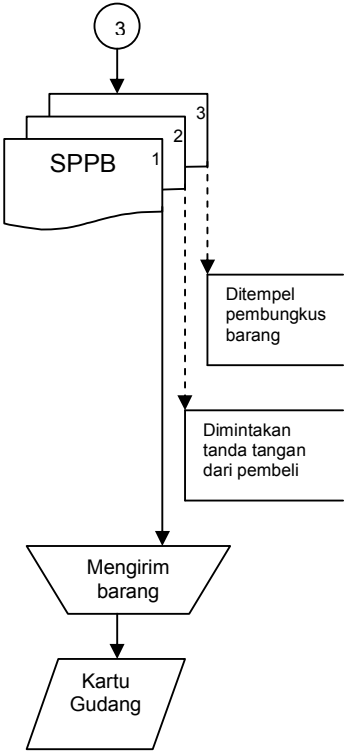 3
3
2
SPPB 1
Ditempel
pembungkus
barang
Dimintakan
tanda tangan
dari pembeli
Mengirim
barang
Kartu
Gudang